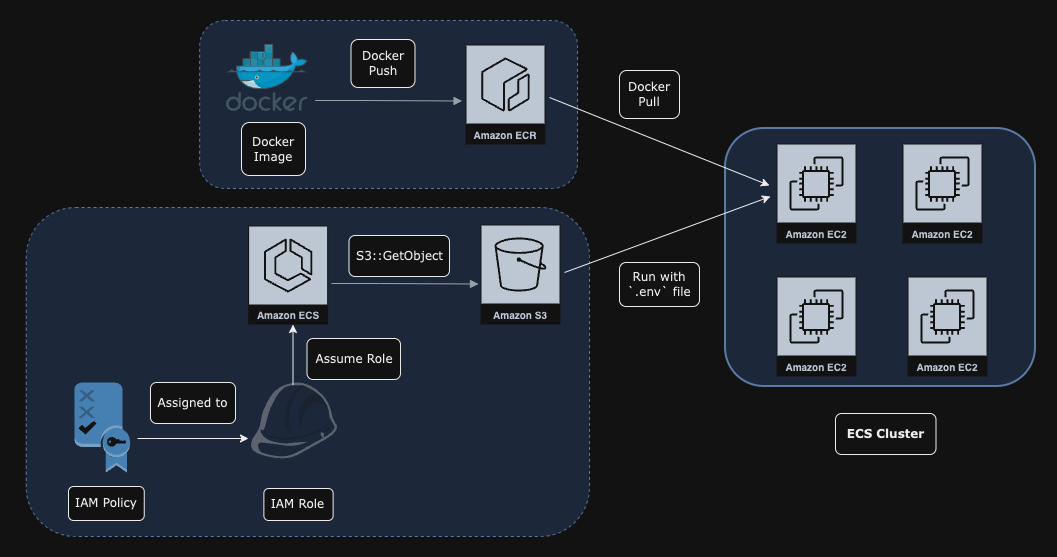 docker
Docker
Image
Docker
Push
Amazon ECR
Docker
Pull
Amazon ECS
S3::GetObject
Amazon S3
Run with
`.env` file
Assume Role
Assigned to
IAM Policy
IAM Role
Amazon EC2
Amazon EC2
Amazon EC2
Amazon EC2
ECS Cluster